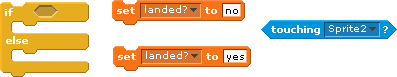 if
else
set landed? to no
set landed? to yes
touching Sprite2 ?